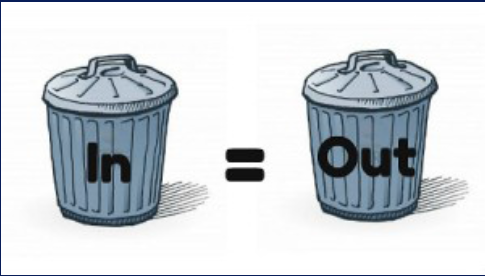 In = Out